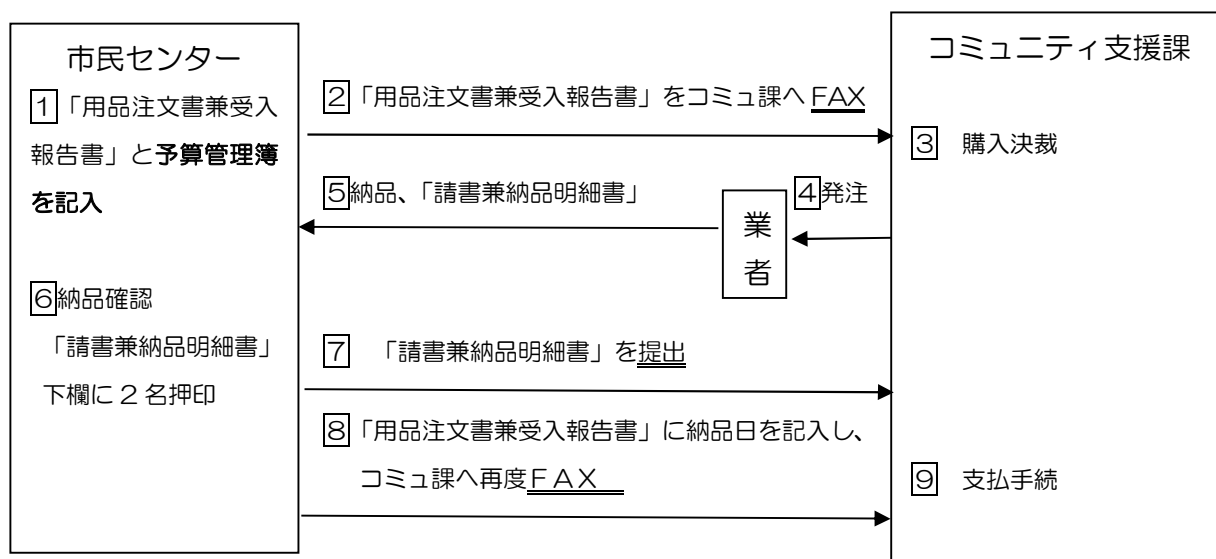 市民センター
1「用品注文書兼受入
報告書」と予算管理簿
を記入
6納品確認
「請書兼納品明細書」
下欄に2名押印
2「用品注文書兼受入報告書」をコミュ課へFAX
5納品、「請書兼納品明細書」
4発注
業
者
7 「請書兼納品明細書」を提出
8「用品注文書兼受入報告書」に納品日を記入し、
コミュ課へ再度FAX
コミュニティ支援課
3 購入決裁
9 支払手続